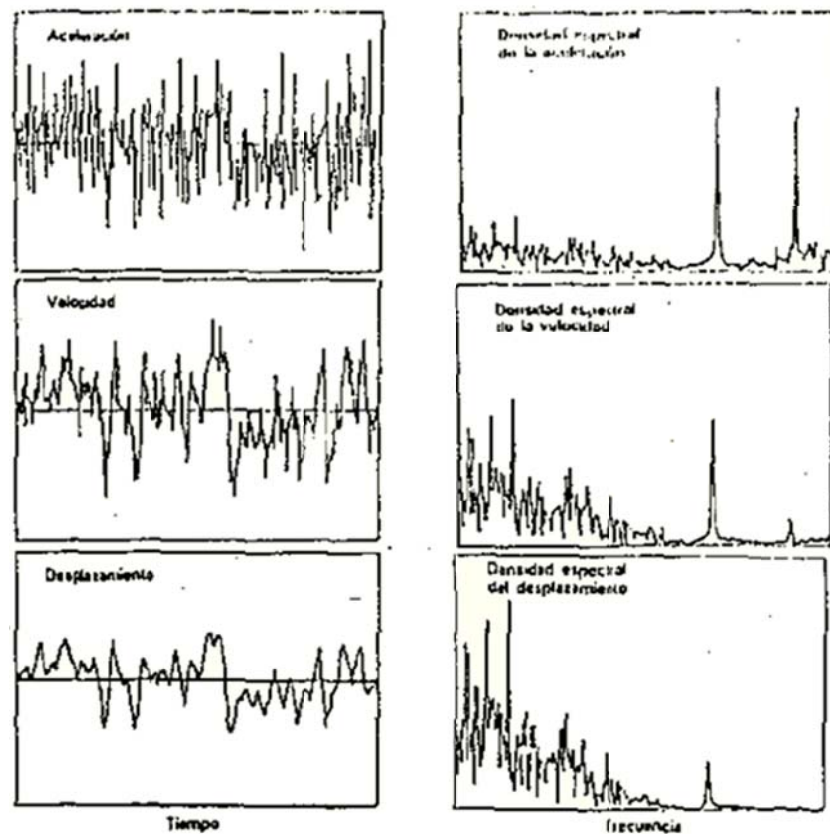 Aceleración
Densidad espectral
de la aceleración
Velocidad
Densidad espectral
de la velocidad
Desplazamiento
Densidad espectral
del desplazamiento
Tiempo
frecuencia